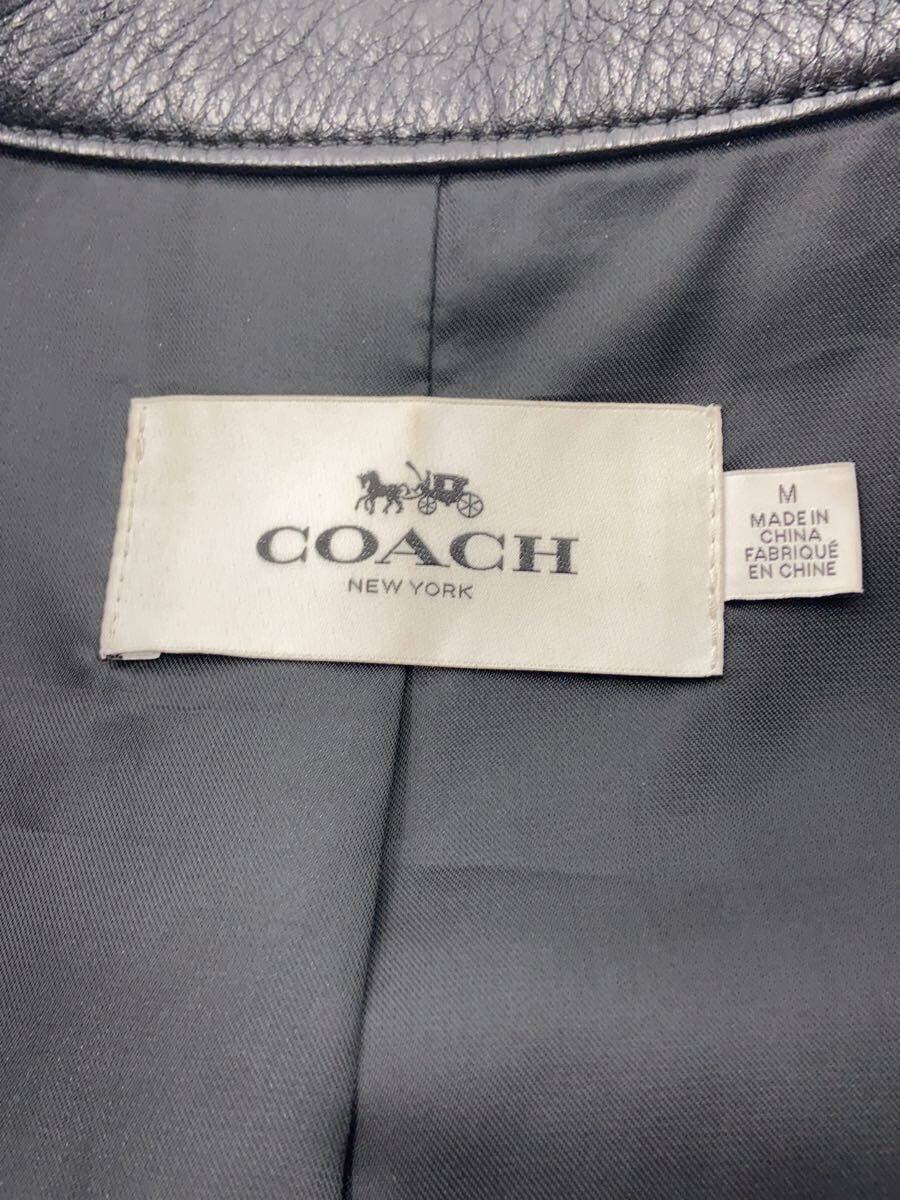 COACH
NEW YORK
M
MADE IN
CHINA
FABRIQUÉ
EN CHINE